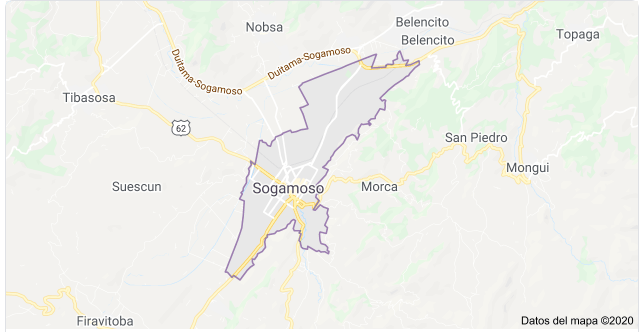 Belencito
Nobsa
Topaga
Belencito
Duitama-Sogamoso
Duitama-Sogamoso
Tibasosa
62
San Piedro
Mongui
Suescun
Sogamoso
Morca
Firavitoba
Datos del mapa ©2020